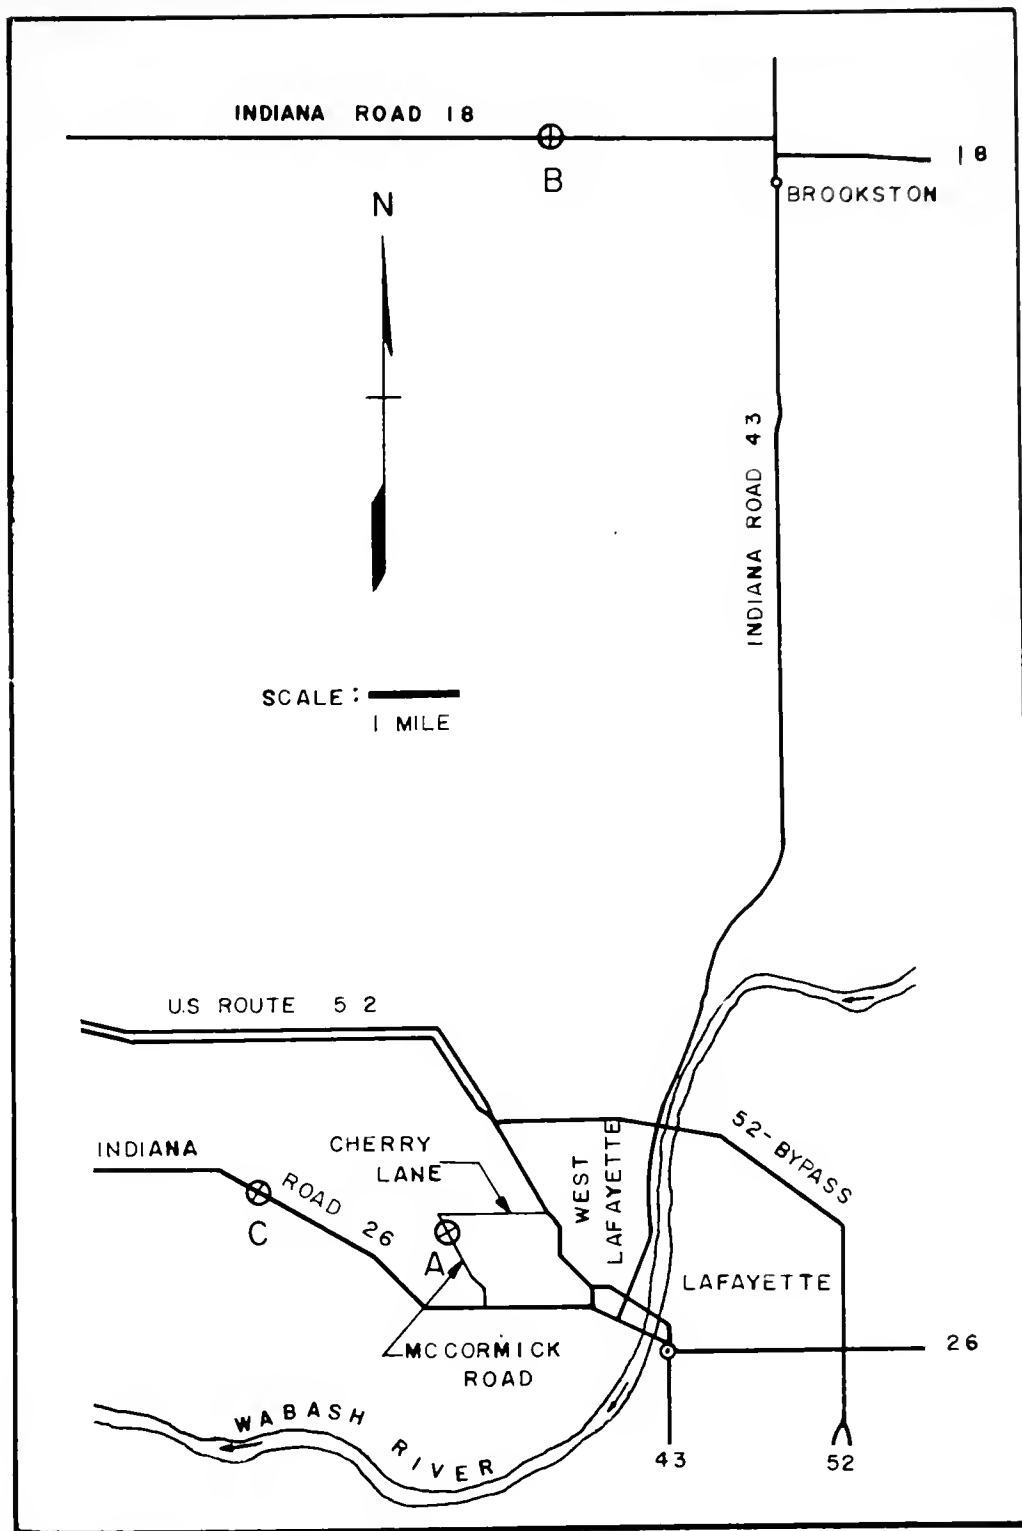 INDIANA ROAD 18
18
B
BROOKSTON
N
INDIANA ROAD 43
SCALE:
1 MILE
U.S ROUTE 52
52-BYPASS
INDIANA
ROAD 26
CHERRY
LANE
WEST
LAFAYETTE
C
A
LAFAYETTE
MCCORMICK
ROAD
26
WABASH
RIVER
43
52